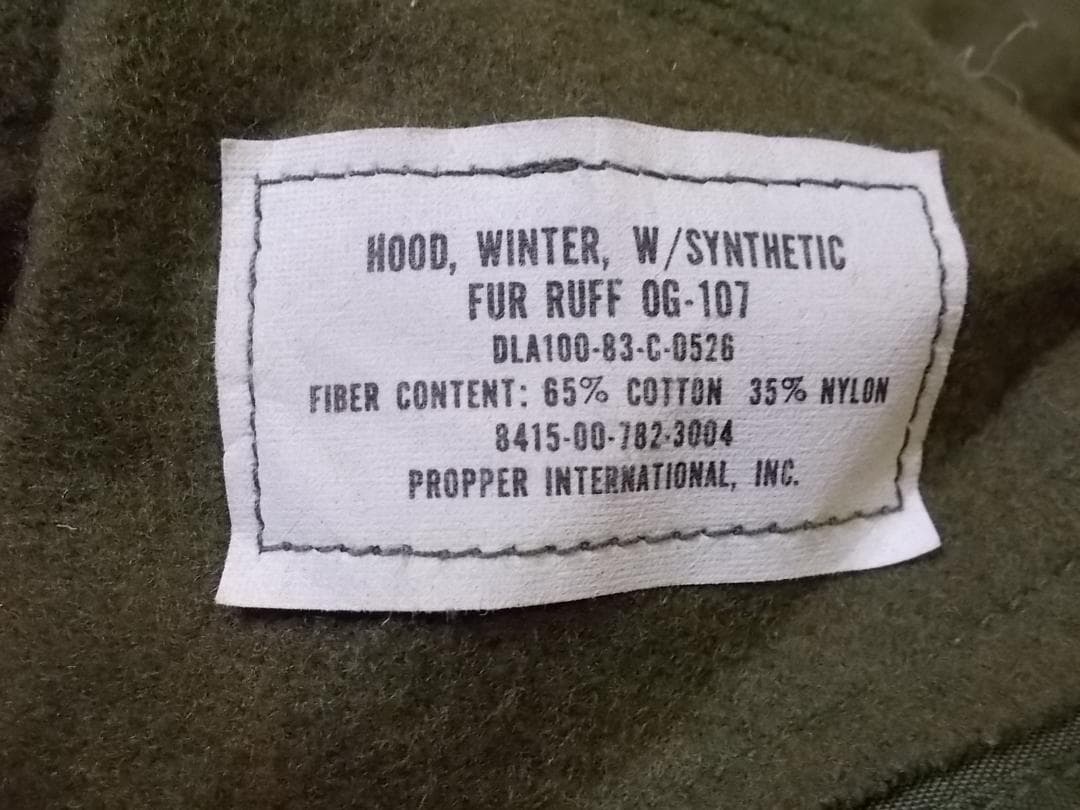 HOOD, WINTER, W/SYNTHETIC
FUR RUFF OG-107
DLA100-83-C-0526
FIBER CONTENT: 65% COTTON 35% NYLON
8415-00-782-3004
PROPPER INTERNATIONAL, INC.